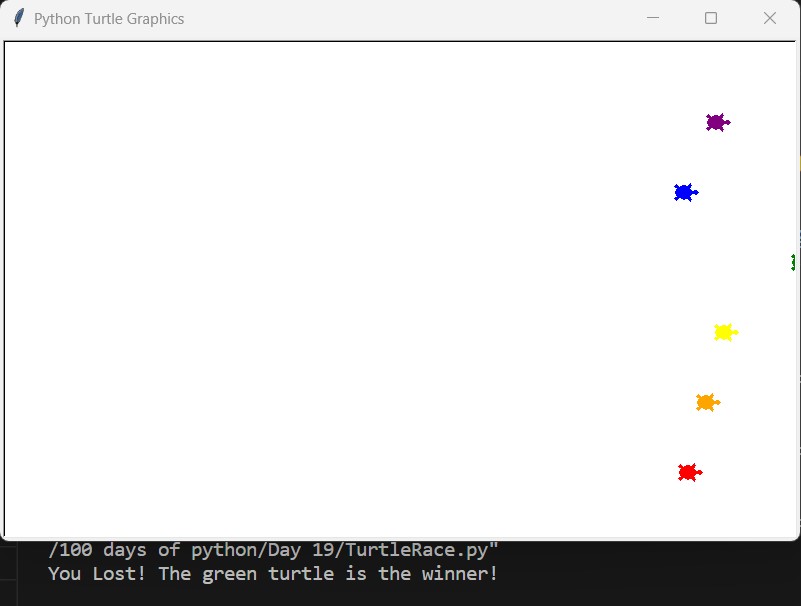 Python Turtle Graphics
/100 days of python/Day 19/TurtleRace.py"
You Lost! The green turtle is the winner!